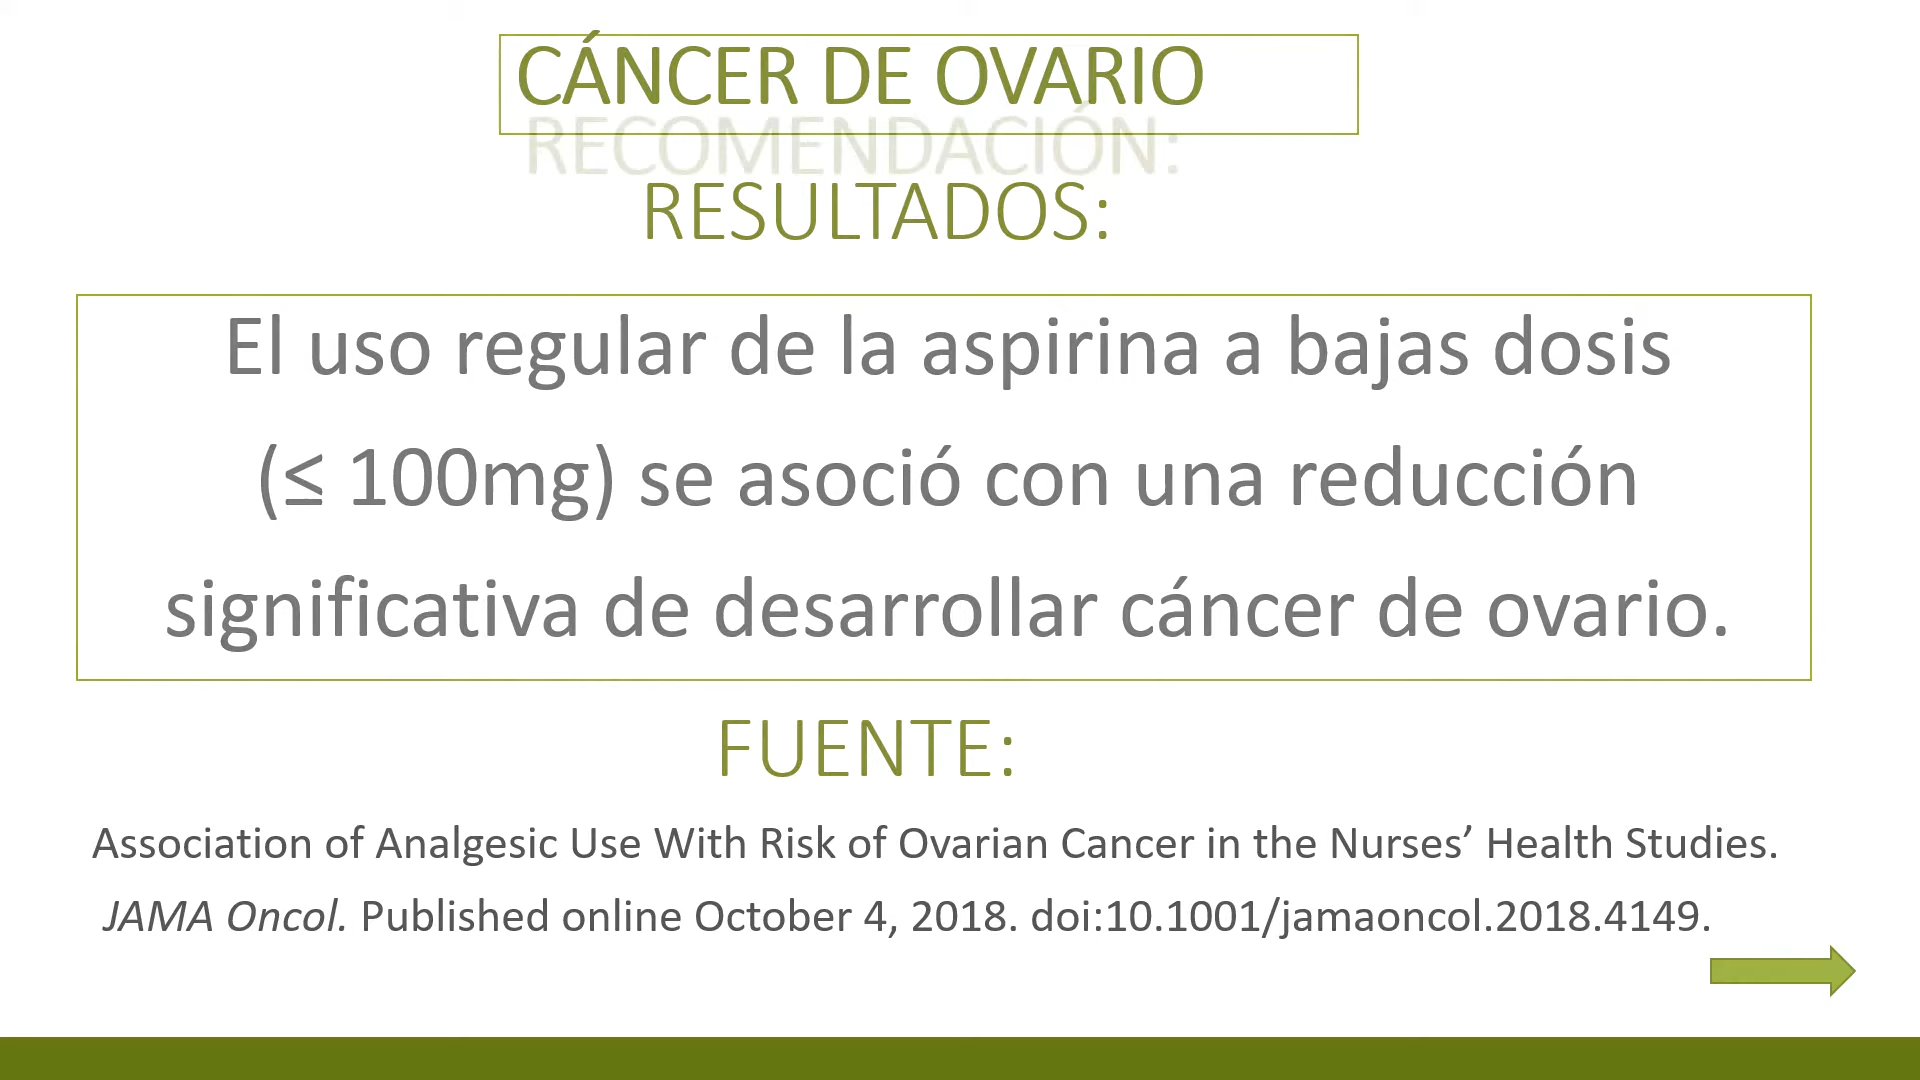 CÁNCER DE OVARIO
RECOMENDACIÓN:
RESULTADOS:
El uso regular de la aspirina a bajas dosis
(≤ 100mg) se asoció con una reducción
significativa de desarrollar cáncer de ovario.
FUENTE:
Association of Analgesic Use With Risk of Ovarian Cancer in the Nurses’ Health Studies.
JAMA Oncol. Published online October 4, 2018. doi:10.1001/jamaoncol.2018.4149.